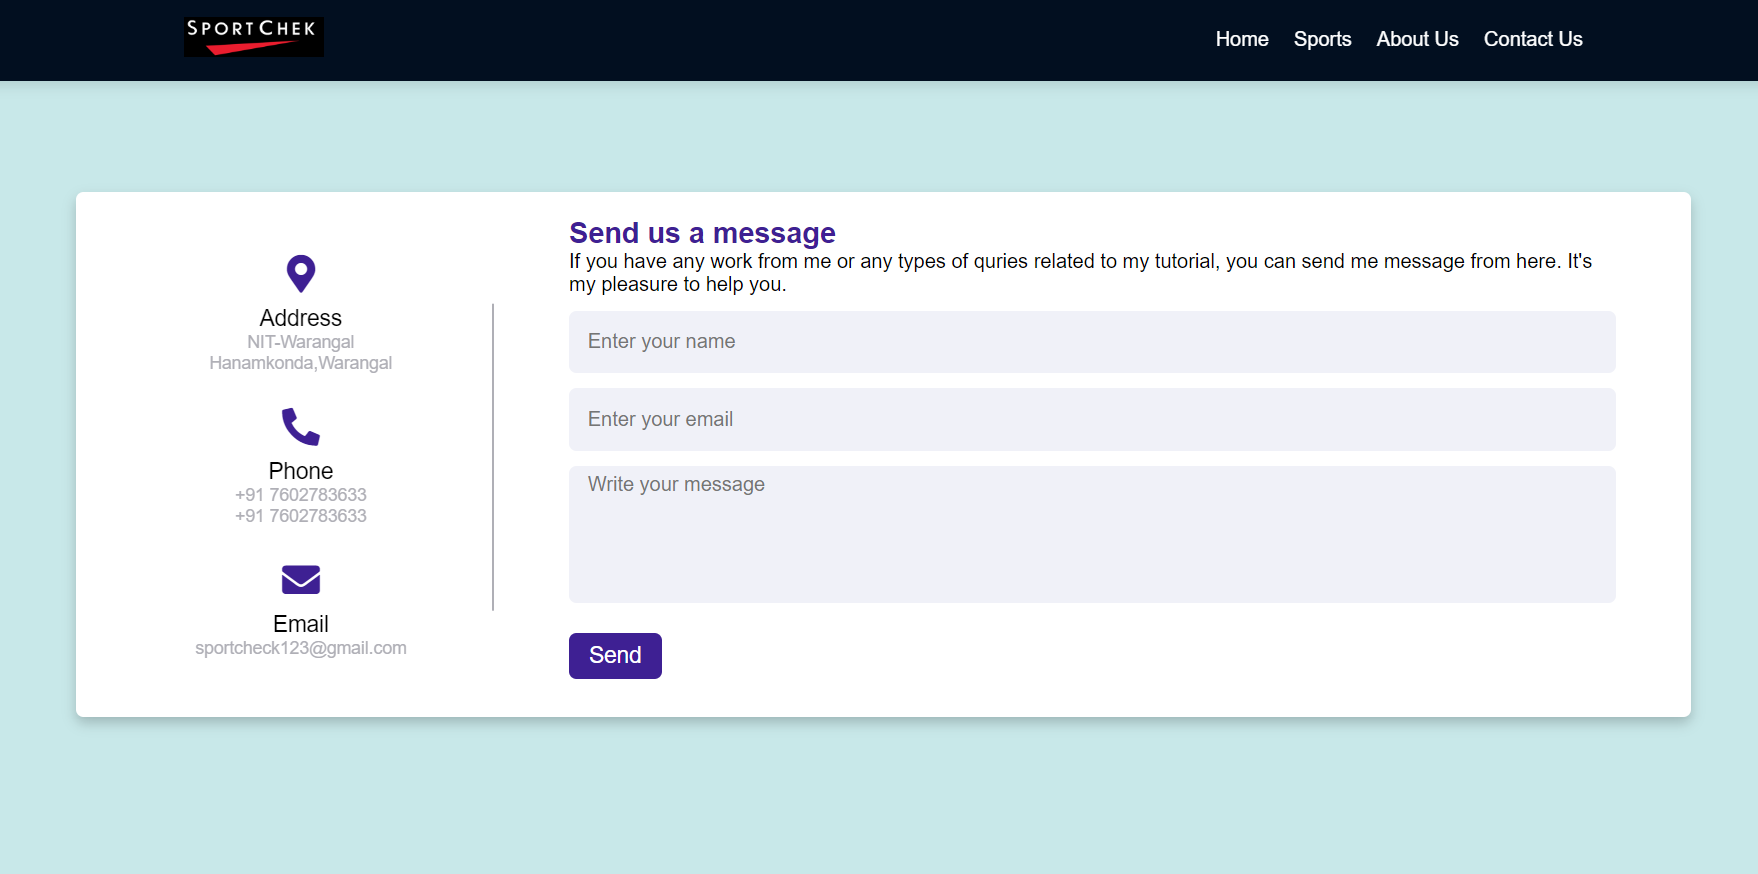 SPORT CHEK
Home
Sports
About Us
Contact Us
Address
NIT-Warangal
Hanamkonda,Warangal
Phone
+91 7602783633
+91 7602783633
Email
sportcheck123@gmail.com
Send us a message
If you have any work from me or any types of quries related to my tutorial, you can send me message from here. It's
my pleasure to help you.
Enter your name
Enter your email
Write your message
Send